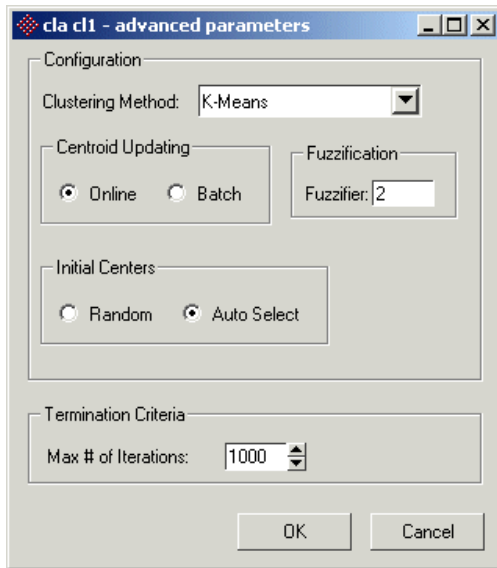 cla cl1 - advanced parameters
Configuration
Clustering Method: K-Means
Centroid Updating
Online Batch
Fuzzification
Fuzzifier: 2
Initial Centers
Random Auto Select
Termination Criteria
Max # of Iterations: 1000
OK Cancel